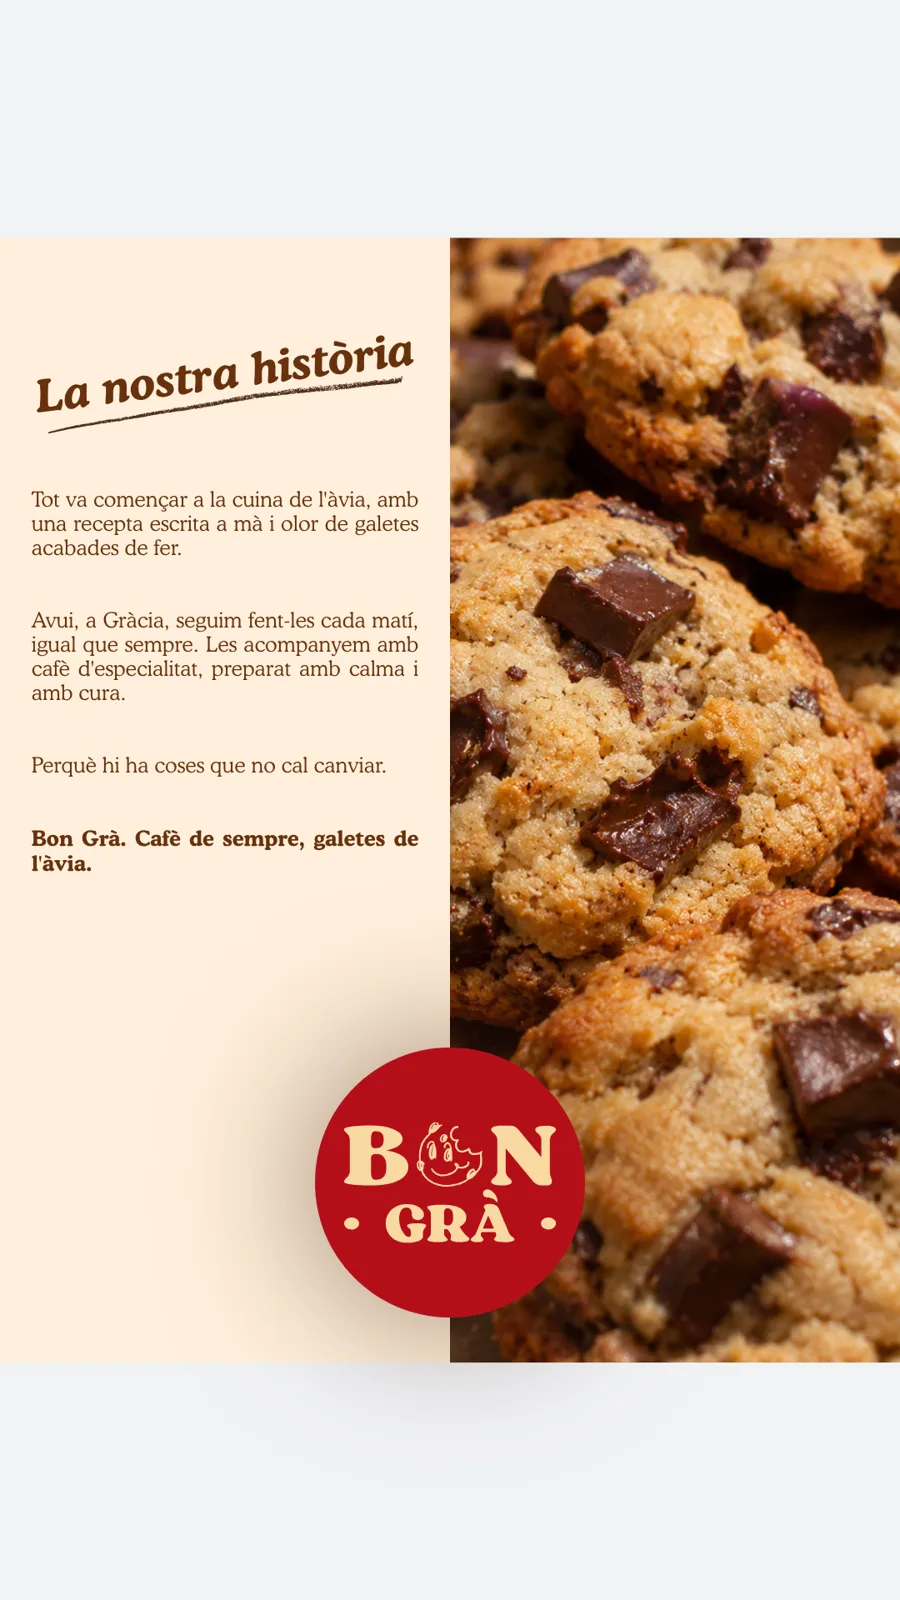 La nostra història
Tot va començar a la cuina de l'àvia, amb
una recepta escrita a mà i olor de galetes
acabades de fer.
Avui, a Gràcia, seguim fent-les cada matí,
igual que sempre. Les acompanyem amb
cafè d'especialitat, preparat amb calma i
amb cura.
Perquè hi ha coses que no cal canviar.
Bon Grà. Cafè de sempre, galetes de
l'àvia.
BON
• GRÀ •